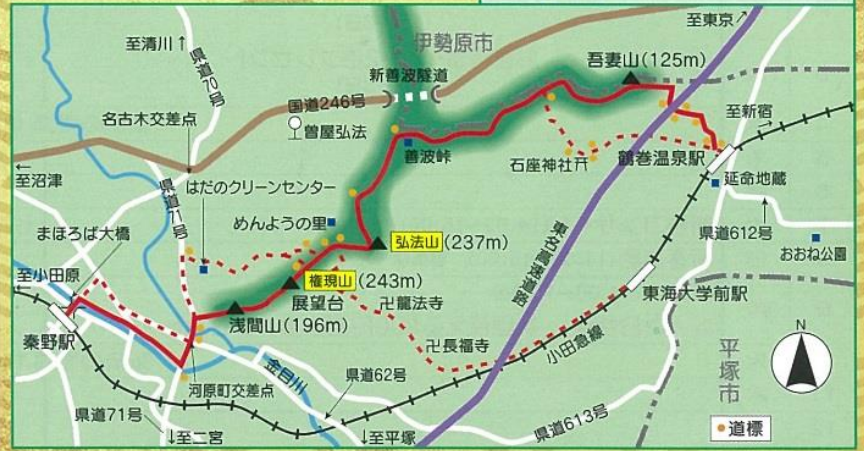 至東京
伊勢原市
至清川
県道70号
吾妻山(125m)
新善波隧道
国道246号
名古木交差点
曽屋弘法
至新宿
善波峠
石座神社
鶴巻温泉駅
至沼津
県道71号
はだのクリーンセンター
延命地蔵
めんようの里
まほろば大橋
弘法山(237m)
県道612号
おおね公園
至小田原
権現山(243m)
東名高速道路
展望台
卍龍法寺
東海大学前駅
浅間山(196m)
秦野駅
卍長福寺
小田急線
N
河原町交差点
金目川
県道62号
平塚市
県道71号
至二宮
至平塚
県道613号
道標